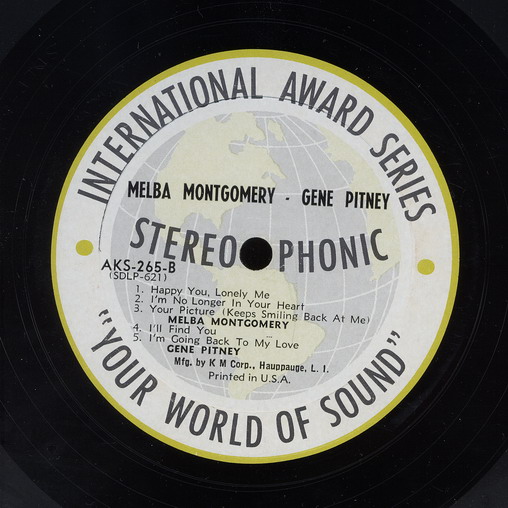 INTERNATIONAL AWARD SERIES
MELBA MONTGOMERY - GENE PITNEY
STEREO PHONIC
AKS-265-B
(SDLP-621)
1. Happy You, Lonely Me
2. I'm No Longer In Your Heart
3. Your Picture (Keeps Smiling Back At Me)
MELBA MONTGOMERY
4. I'll Find You
5. I'm Going Back To My Love
GENE PITNEY
Mfg. by K M Corp., Hauppauge, L. I.
Printed in U.S.A.
"YOUR WORLD OF SOUND"